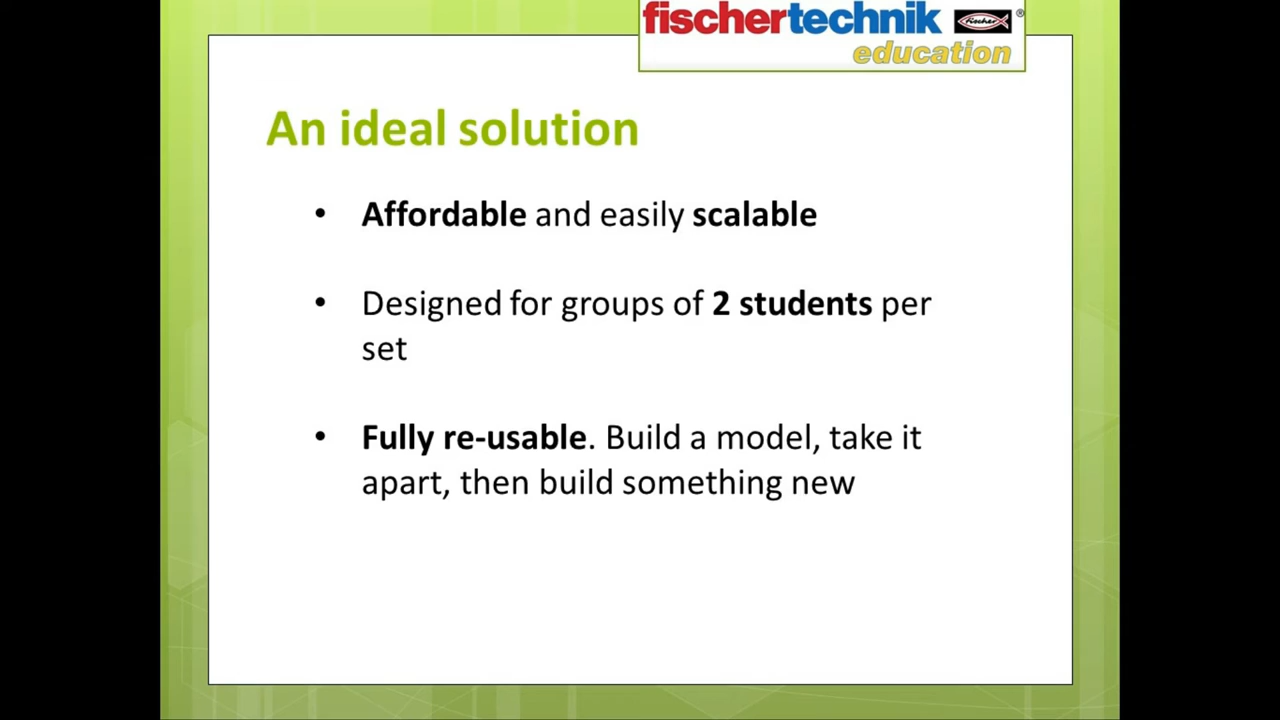 fischertechnik fischer ®
education
An ideal solution
• Affordable and easily scalable
• Designed for groups of 2 students per
set
• Fully re-usable. Build a model, take it
apart, then build something new